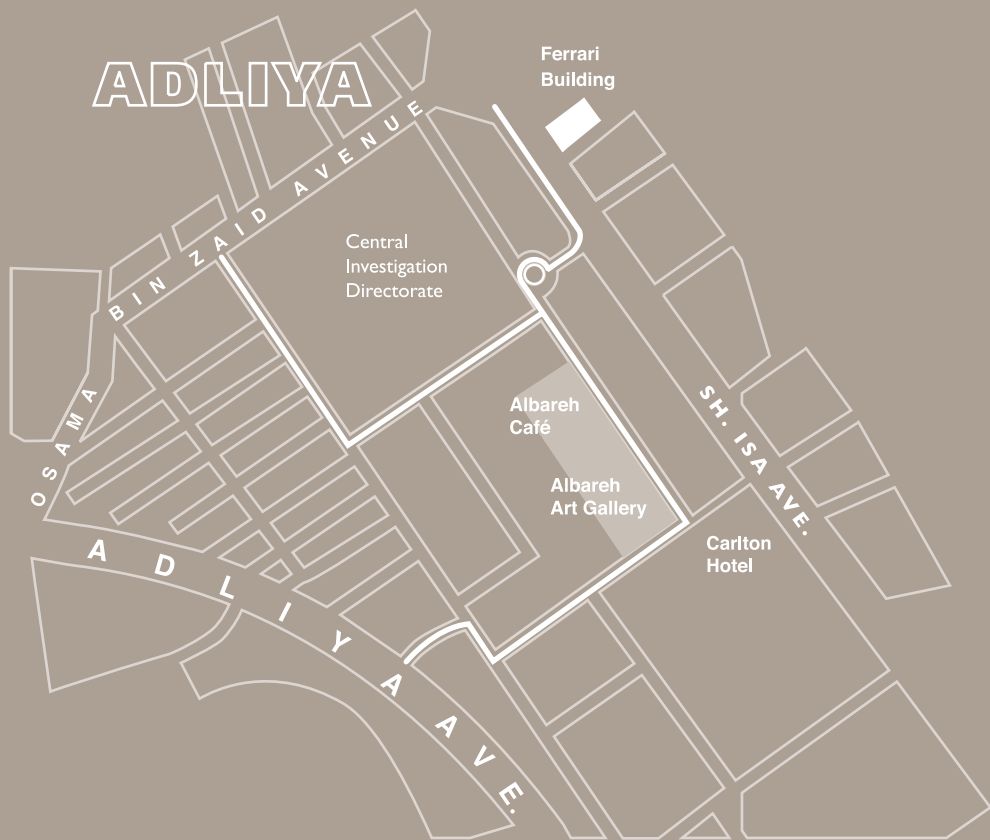 ADLIYA
Ferrari
Building
OSAMA BIN ZAID AVENUE
Central
Investigation
Directorate
Albareh
Café
Albareh
Art Gallery
SH. ISA AVE.
Carlton
Hotel
ADLIYA AVE.